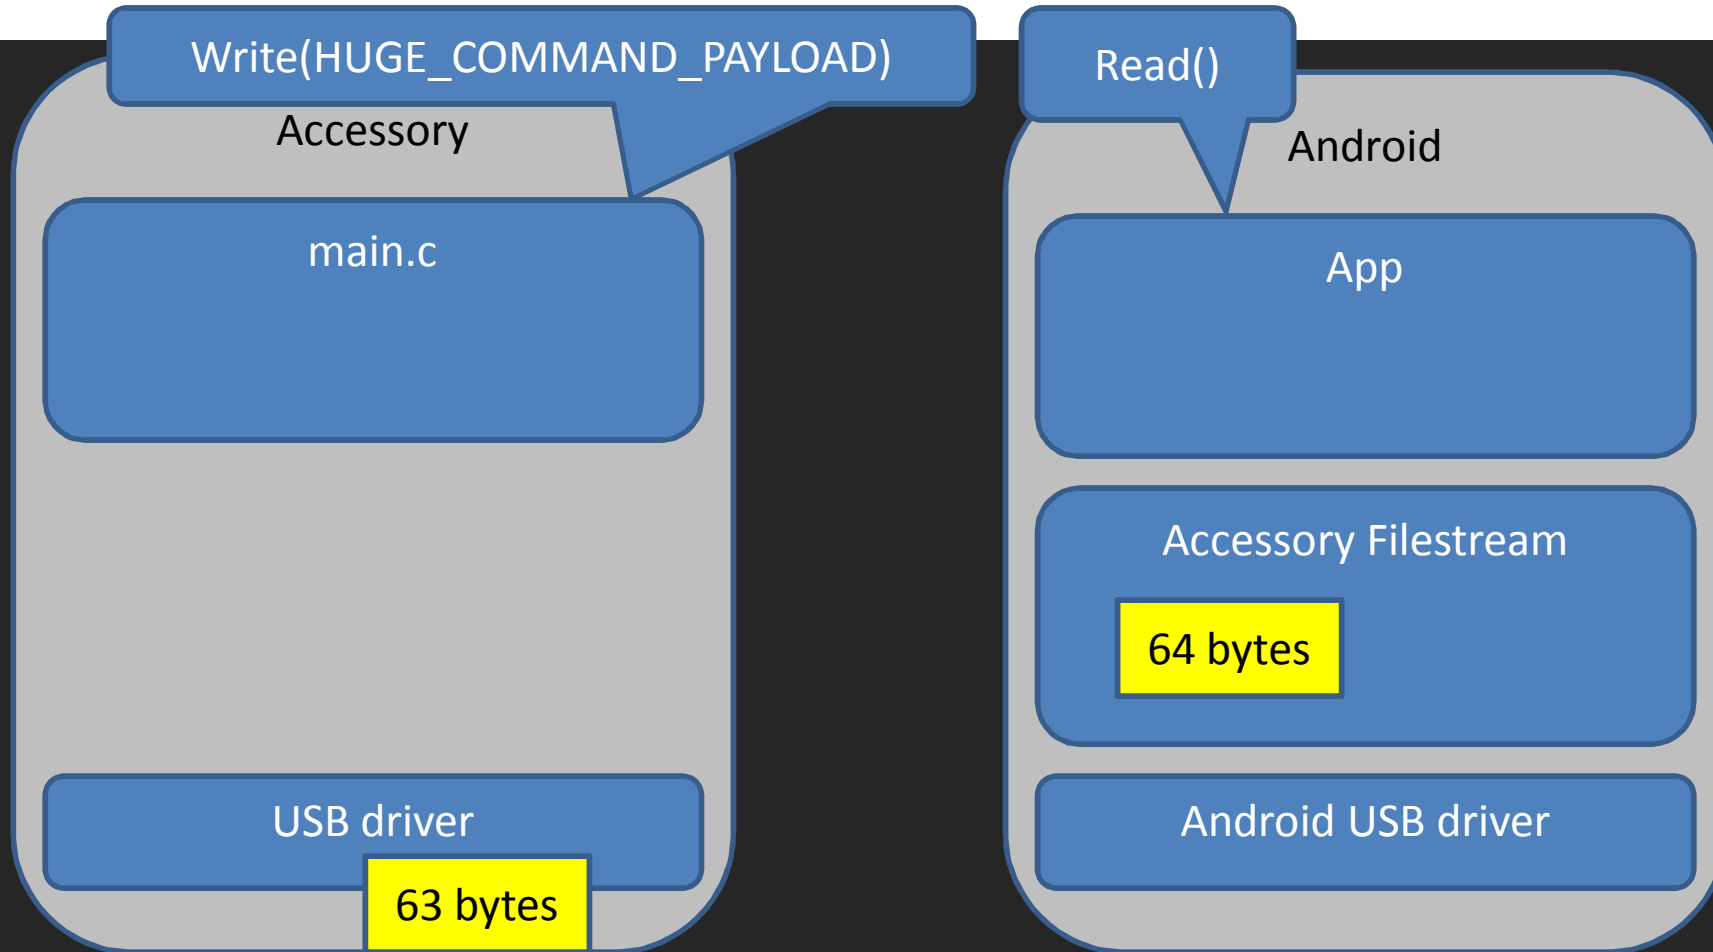 Write(HUGE_COMMAND_PAYLOAD)
Accessory
main.c
USB driver
63 bytes
Read()
Android
App
Accessory Filestream
64 bytes
Android USB driver